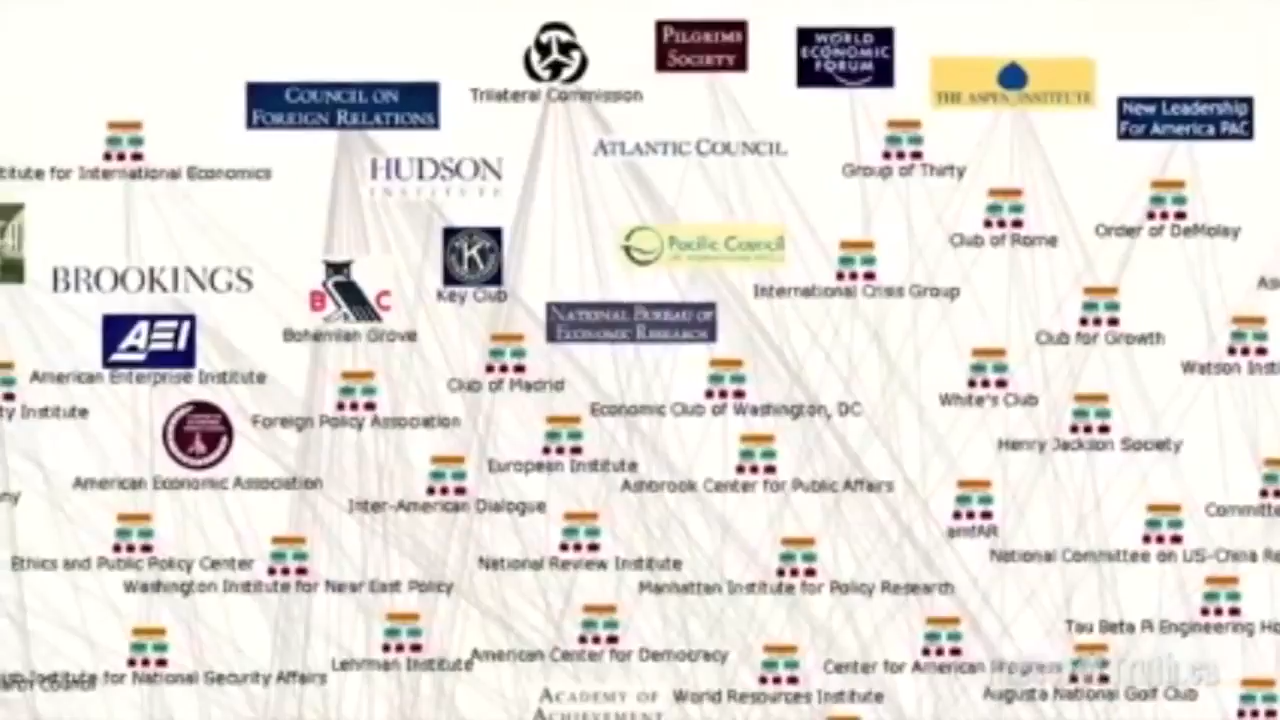 Trilateral Commission
PILGRIMS
SOCIETY
WORLD
ECONOMIC
FORUM
THE ASPEN INSTITUTE
COUNCIL ON
FOREIGN RELATIONS
New Leadership
For America PAC
ATLANTIC COUNCIL
HUDSON
INSTITUTE
titute for International Economics
Group of Thirty
Club of Rome
Order of DeMolay
Pacific Council
BROOKINGS
K
Key Club
B C
Bohemian Grove
International Crisis Group
NATIONAL BUREAU OF
ECONOMIC RESEARCH
Club for Growth
AEI
American Enterprise Institute
Club of Madrid
Watson Insti
White's Club
ty Institute
Foreign Policy Association
Economic Club of Washington, DC
Henry Jackson Society
American Economic Association
European Institute
Ashbrook Center for Public Affairs
ny
Inter-American Dialogue
Committe
amfAR
National Committee on US-China Re
Ethics and Public Policy Center
National Review Institute
Washington Institute for Near East Policy
Manhattan Institute for Policy Research
Tau Beta Pi Engineering Ho
Lehrman Institute
American Center for Democracy
Center for American Progress
Institute for National Security Affairs
Council
World Resources Institute
Augusta National Golf Club
ACADEMY OF
ACHIEVEMENT